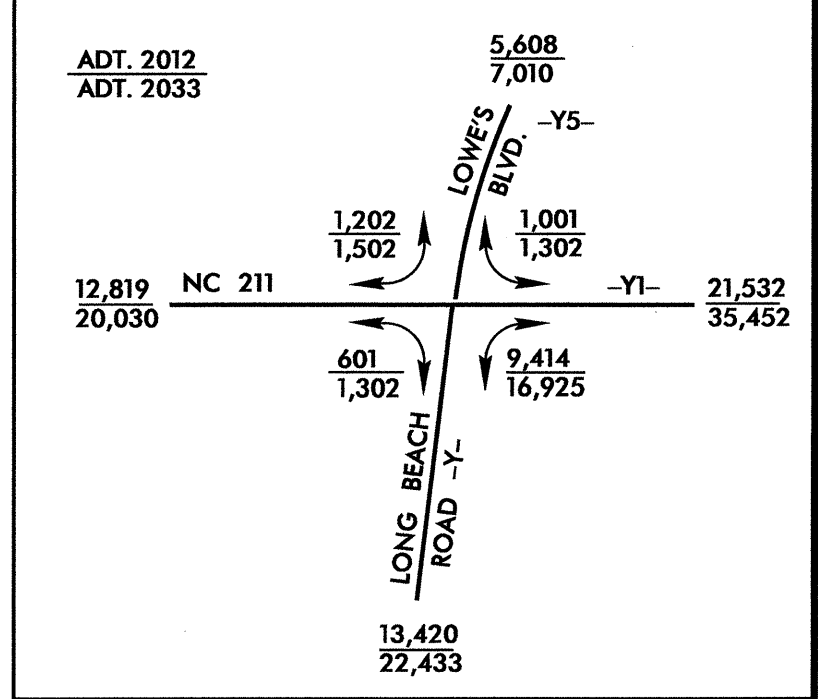 ADT. 2012
ADT. 2033
5,608
7,010
LOWE'S
BLVD.
-Y5-
1,202
1,502
1,001
1,302
12,819
20,030
NC 211
-Y1-
21,532
35,452
601
1,302
9,414
16,925
LONG BEACH
ROAD -Y-
13,420
22,433